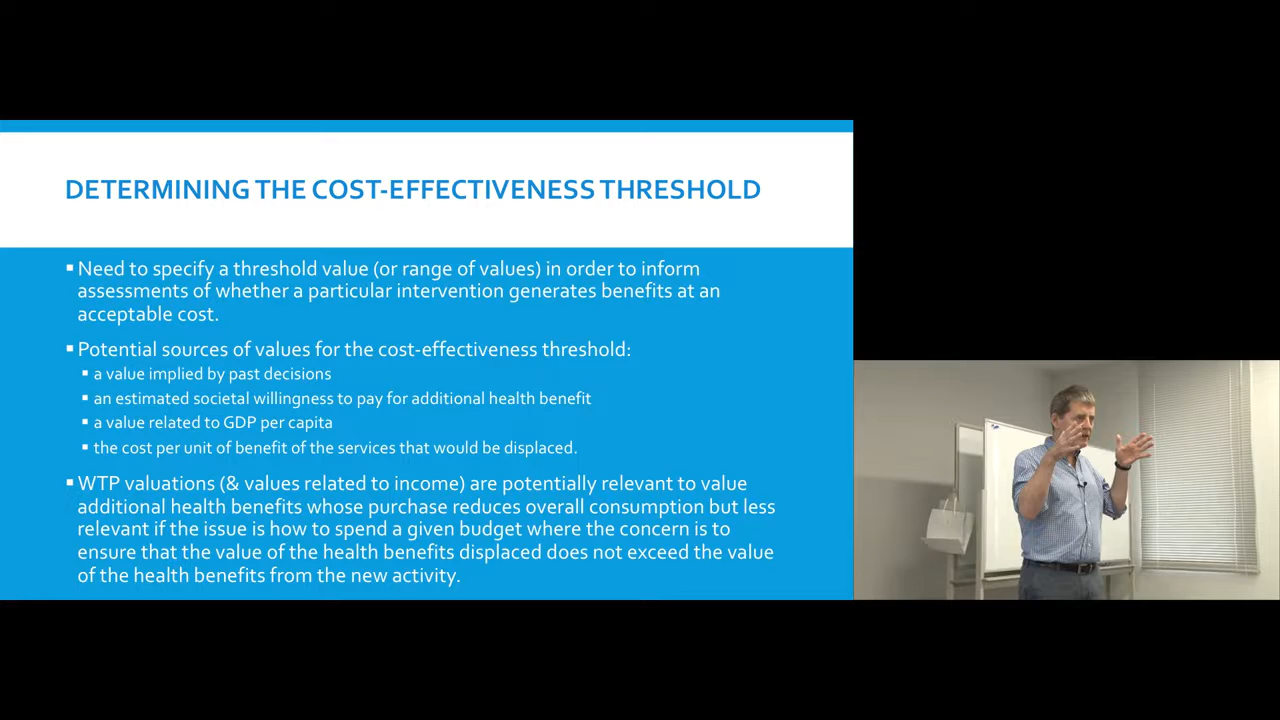 DETERMINING THE COST-EFFECTIVENESS THRESHOLD
▪ Need to specify a threshold value (or range of values) in order to inform
assessments of whether a particular intervention generates benefits at an
acceptable cost.
▪ Potential sources of values for the cost-effectiveness threshold:
▪ a value implied by past decisions
▪ an estimated societal willingness to pay for additional health benefit
▪ a value related to GDP per capita
▪ the cost per unit of benefit of the services that would be displaced.
▪ WTP valuations (& values related to income) are potentially relevant to value
additional health benefits whose purchase reduces overall consumption but less
relevant if the issue is how to spend a given budget where the concern is to
ensure that the value of the health benefits displaced does not exceed the value
of the health benefits from the new activity.